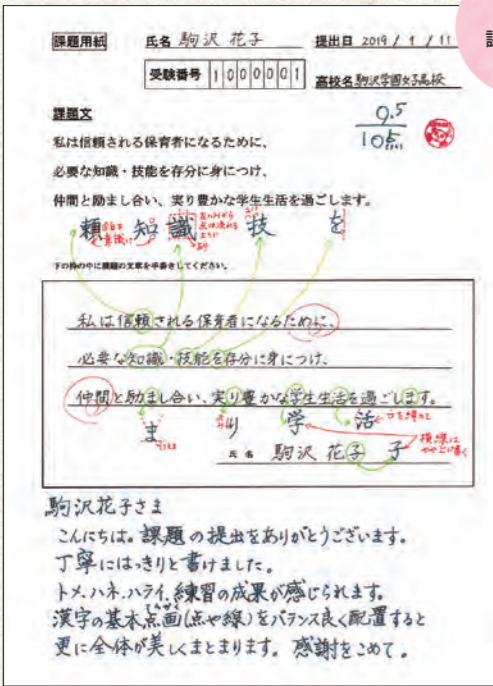 課題用紙 氏名 駒沢 花子 提出日 2019 / 1 / 11
受験番号 1000001 高校名 駒沢学園女子高校
9.5
105
課題文
私は信頼される保育者になるために、
必要な知識・技能を存分に身につけ、
仲間と励まし合い、実り豊かな学生生活を過ごします。
頼 知 識 技 を
下の枠の中に課題の文章を手書きしてください。
私は信頼される保育者になるために、
必要な知識・技能を存分に身につけ、
仲間と励まし合い、実り豊かな学生生活を過ごします。
ま り 学 活
横線は
氏名 駒沢 花子 子
駒沢花子さま
こんにちは。課題の提出をありがとうございます。
丁寧にはっきりと書けました。
トメ、ハネ、ハライ、練習の成果が感じられます。
漢字の基本点画(点や線)をバランス良く配置すると
更に全体が美しくまとまります。感謝をこめて。